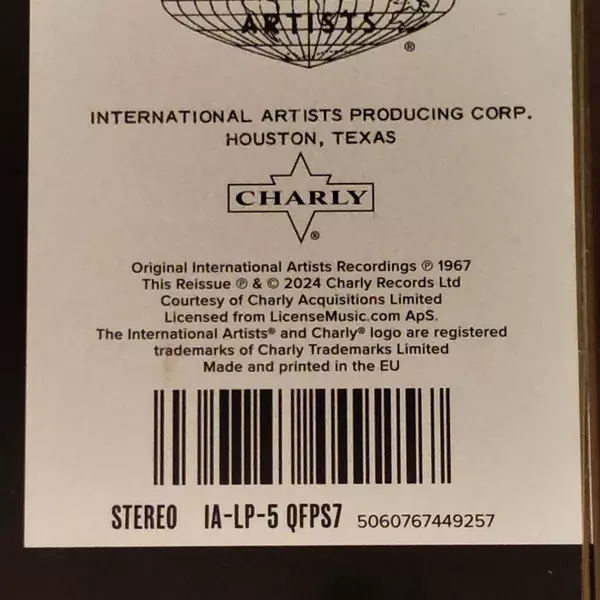 ARTISTS
®
INTERNATIONAL ARTISTS PRODUCING CORP.
HOUSTON, TEXAS
CHARLY
®
Original International Artists Recordings ℗ 1967
This Reissue ℗ & © 2024 Charly Records Ltd
Courtesy of Charly Acquisitions Limited
Licensed from LicenseMusic.com ApS.
The International Artists® and Charly® logo are registered
trademarks of Charly Trademarks Limited
Made and printed in the EU
STEREO IA-LP-5 QFPS7 5060767449257